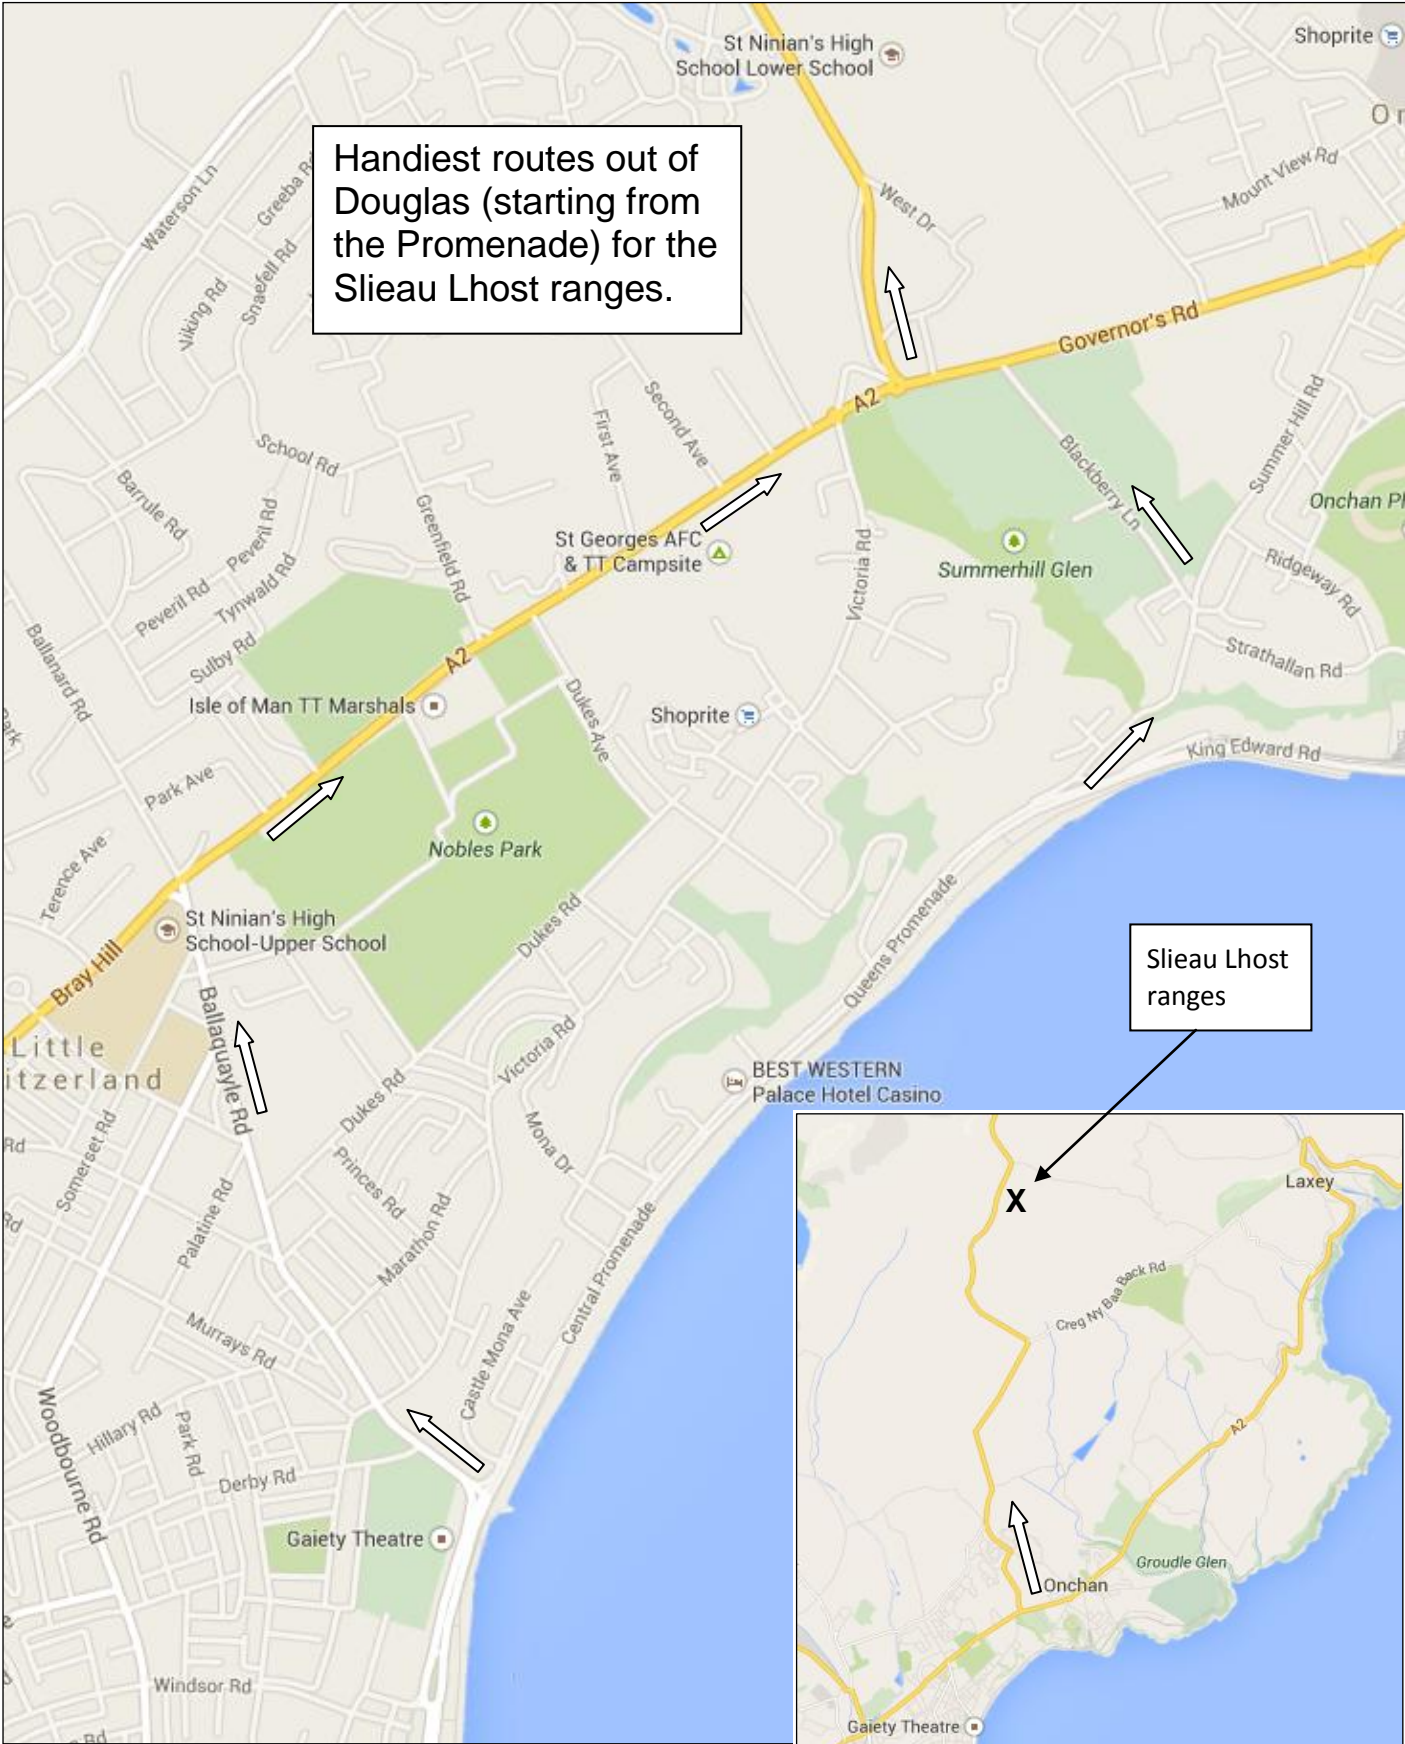 St Ninian's High
School Lower School
Shoprite
Handiest routes out of
Douglas (starting from
the Promenade) for the
Slieau Lhost ranges.
Waterson Ln
Greeba Rd
Snaefell Rd
Viking Rd
West Dr
Mount View Rd
Governor's Rd
A2
Second Ave
First Ave
School Rd
Barrule Rd
Peveril Rd
Peveril Rd
Tynwald Rd
Sulby Rd
Greenfield Rd
Blackberry Ln
Summer Hill Rd
Onchan Pl
St Georges AFC
& TT Campsite
Victoria Rd
Summerhill Glen
Ridgeway Rd
Strathallan Rd
Ballanard Rd
A2
Isle of Man TT Marshals
Dukes Ave
Shoprite
King Edward Rd
Park Ave
Terence Ave
Nobles Park
St Ninian's High
School-Upper School
Dukes Rd
Queens Promenade
Bray Hill
Little
itzerland
Ballaquayle Rd
Slieau Lhost
ranges
Victoria Rd
BEST WESTERN
Palace Hotel Casino
Dukes Rd
Mona Dr
Princes Rd
Somerset Rd
Rd
Rd
Palatine Rd
Marathon Rd
Central Promenade
Castle Mona Ave
Murrays Rd
Woodbourne Rd
Hillary Rd
Park Rd
Derby Rd
Gaiety Theatre
Windsor Rd
Rd
X
Laxey
Creg Ny Baa Back Rd
A2
Groudle Glen
Onchan
Gaiety Theatre